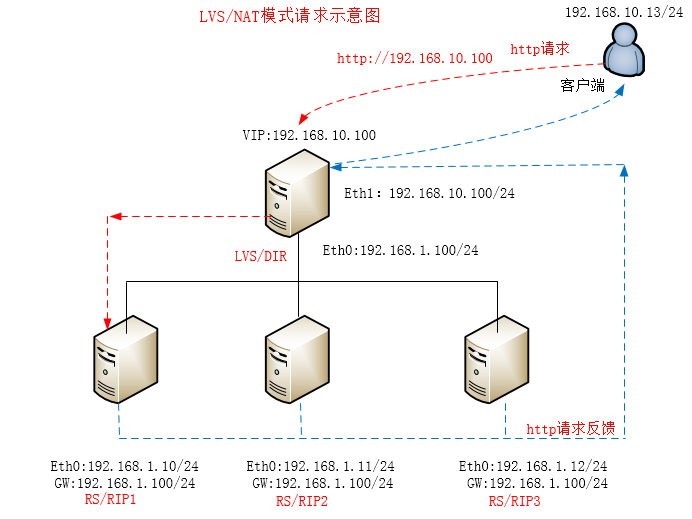 LVS/NAT模式请求示意图
192.168.10.13/24
http请求
http://192.168.10.100
客户端
VIP:192.168.10.100
Eth1：192.168.10.100/24
Eth0:192.168.1.100/24
LVS/DIR
http请求反馈
Eth0:192.168.1.10/24
GW:192.168.1.100/24
RS/RIP1
Eth0:192.168.1.11/24
GW:192.168.1.100/24
RS/RIP2
Eth0:192.168.1.12/24
GW:192.168.1.100/24
RS/RIP3